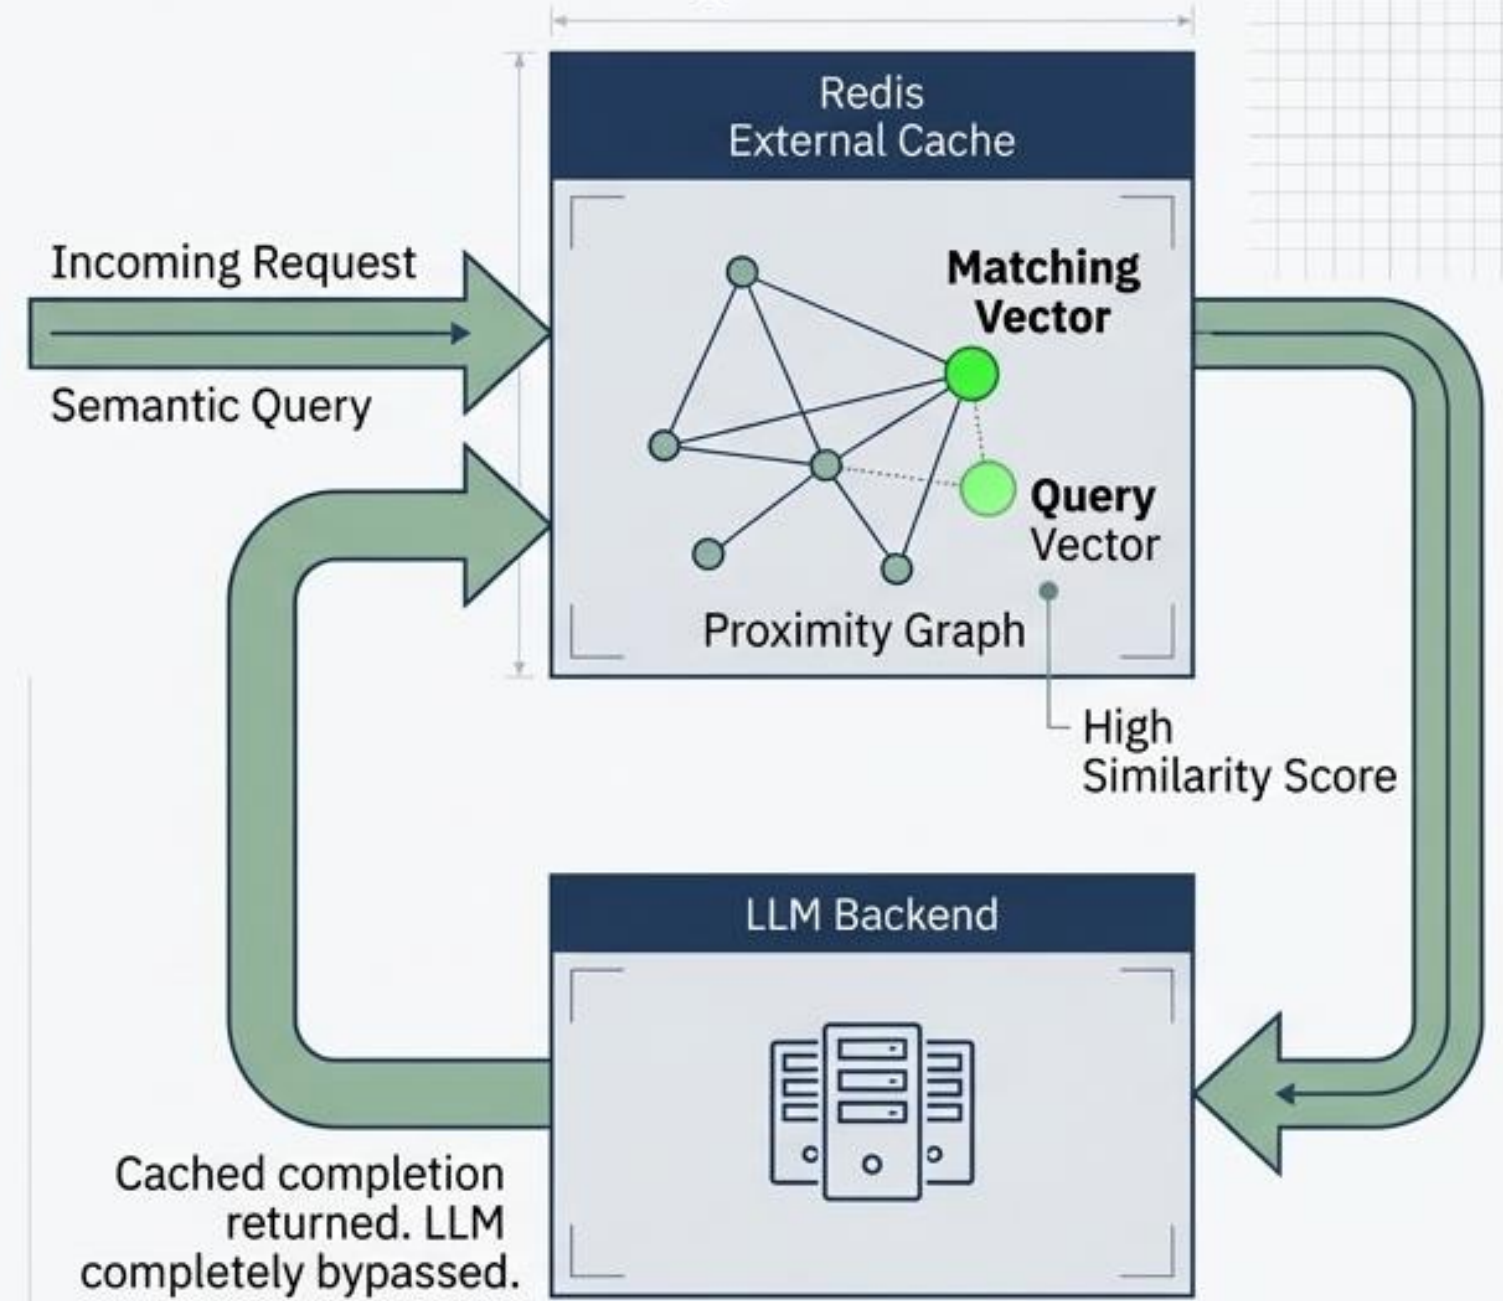 Redis
External Cache
Incoming Request
Semantic Query
Matching
Vector
Query
Vector
Proximity Graph
High
Similarity Score
LLM Backend
Cached completion
returned. LLM
completely bypassed.